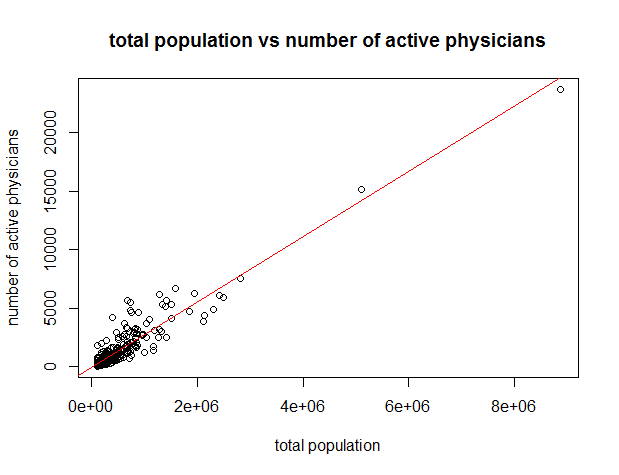 total population vs number of active physicians
number of active physicians
20000
15000
10000
5000
0
0e+00 2e+06 4e+06 6e+06 8e+06
total population